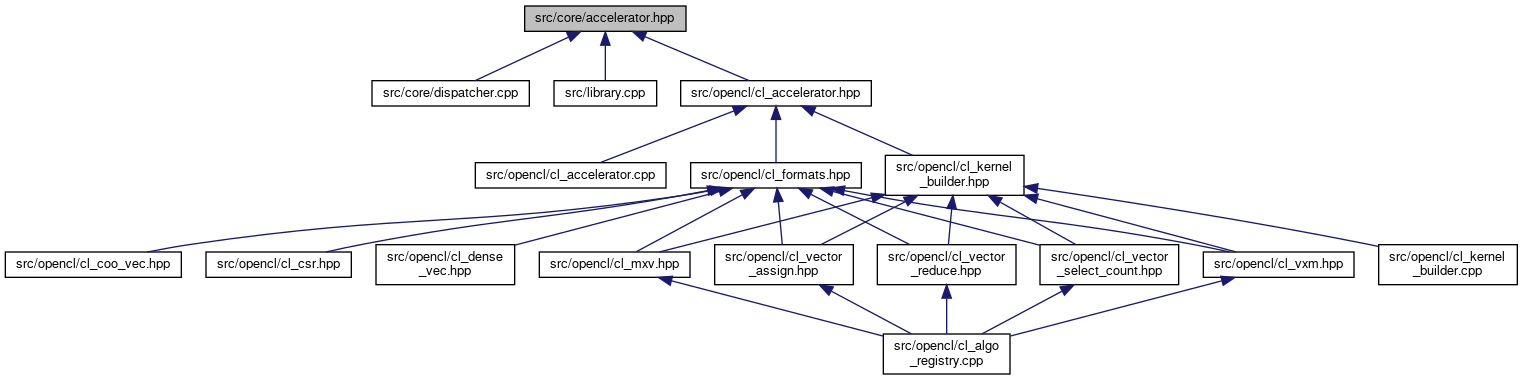 src/core/accelerator.hpp
src/core/dispatcher.cpp
src/library.cpp
src/opencl/cl_accelerator.hpp
src/opencl/cl_accelerator.cpp
src/opencl/cl_formats.hpp
src/opencl/cl_kernel
_builder.hpp
src/opencl/cl_coo_vec.hpp
src/opencl/cl_csr.hpp
src/opencl/cl_dense
_vec.hpp
src/opencl/cl_mxv.hpp
src/opencl/cl_vector
_assign.hpp
src/opencl/cl_vector
_reduce.hpp
src/opencl/cl_vector
_select_count.hpp
src/opencl/cl_vxm.hpp
src/opencl/cl_kernel
_builder.cpp
src/opencl/cl_algo
_registry.cpp